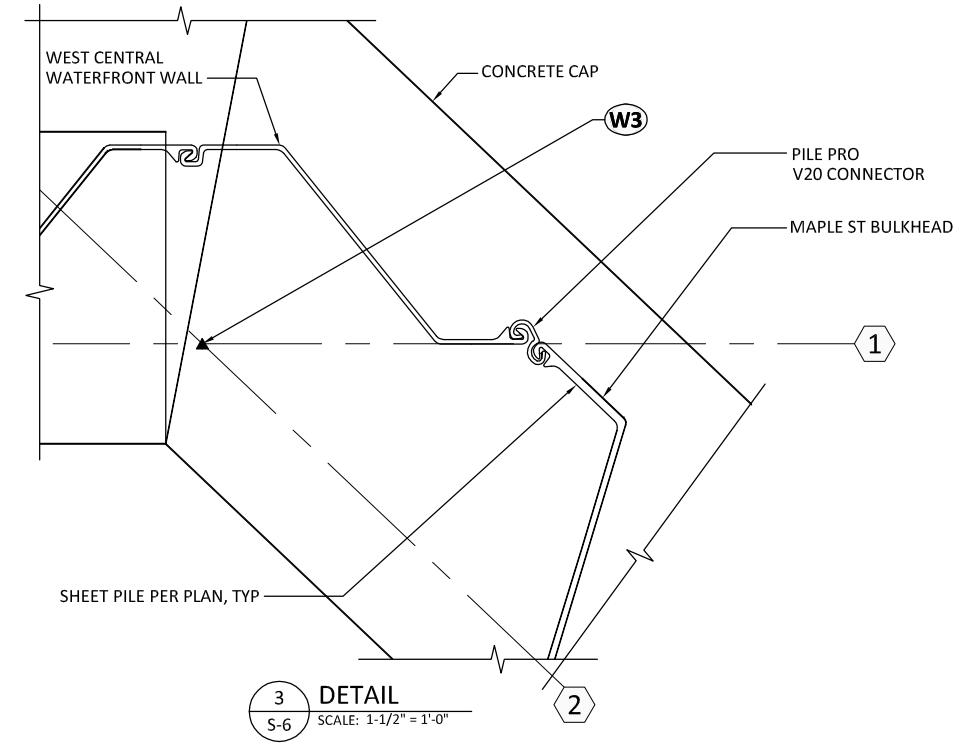 WEST CENTRAL
WATERFRONT WALL
CONCRETE CAP
W3
PILE PRO
V20 CONNECTOR
MAPLE ST BULKHEAD
1
SHEET PILE PER PLAN, TYP
2
3
S-6
DETAIL
SCALE: 1-1/2" = 1'-0"